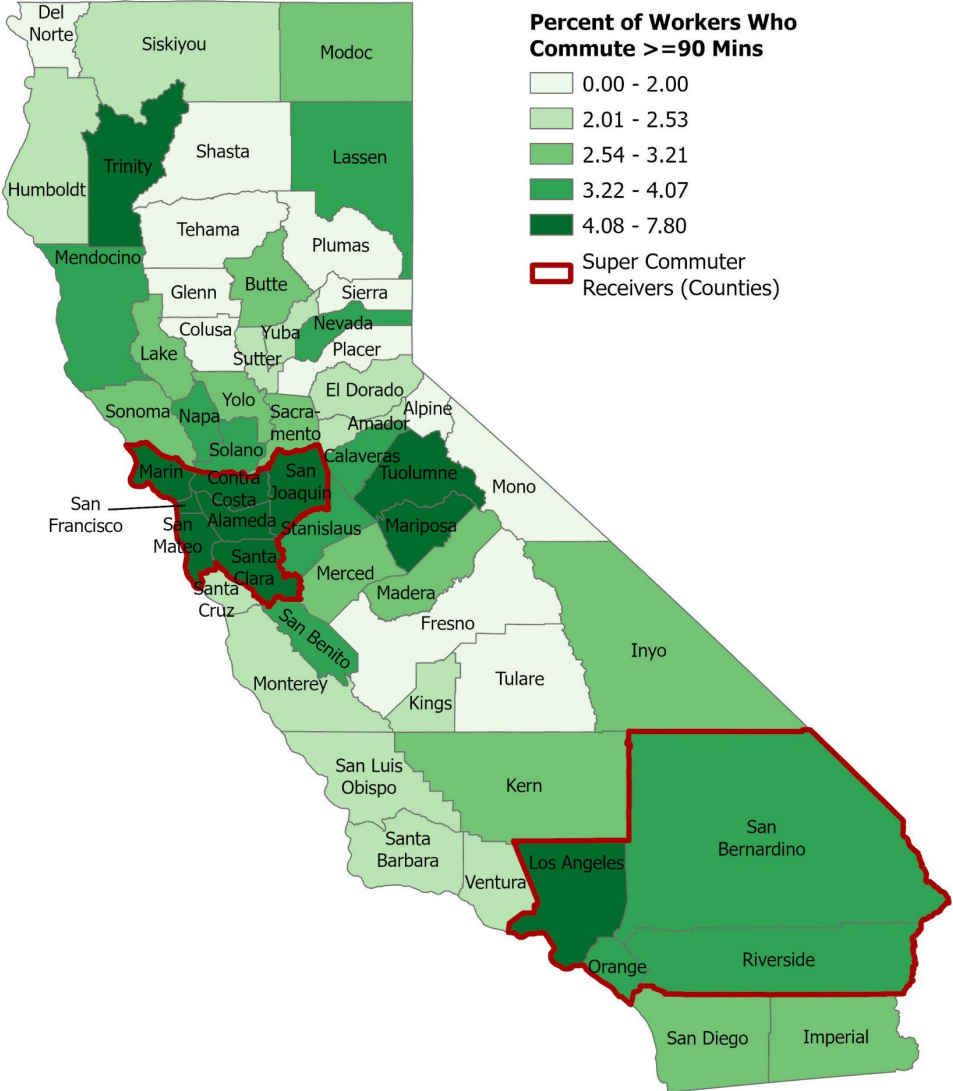 Percent of Workers Who
Commute >=90 Mins
0.00 - 2.00
2.01 - 2.53
2.54 - 3.21
3.22 - 4.07
4.08 - 7.80
Super Commuter
Receivers (Counties)
Del
Norte
Siskiyou
Modoc
Humboldt
Trinity
Shasta
Lassen
Tehama
Plumas
Mendocino
Glenn
Butte
Sierra
Colusa
Yuba
Nevada
Lake
Sutter
Placer
El Dorado
Sonoma
Napa
Yolo
Sacra-
mento
Alpine
Amador
Solano
Calaveras
Marin
Contra
Costa
San
Joaquin
Tuolumne
Mono
San
Francisco
San
Mateo
Alameda
Stanislaus
Mariposa
Santa
Clara
Merced
Madera
Santa
Cruz
San Benito
Fresno
Inyo
Monterey
Kings
Tulare
San Luis
Obispo
Kern
Santa
Barbara
Ventura
Los Angeles
San
Bernardino
Orange
Riverside
San Diego
Imperial